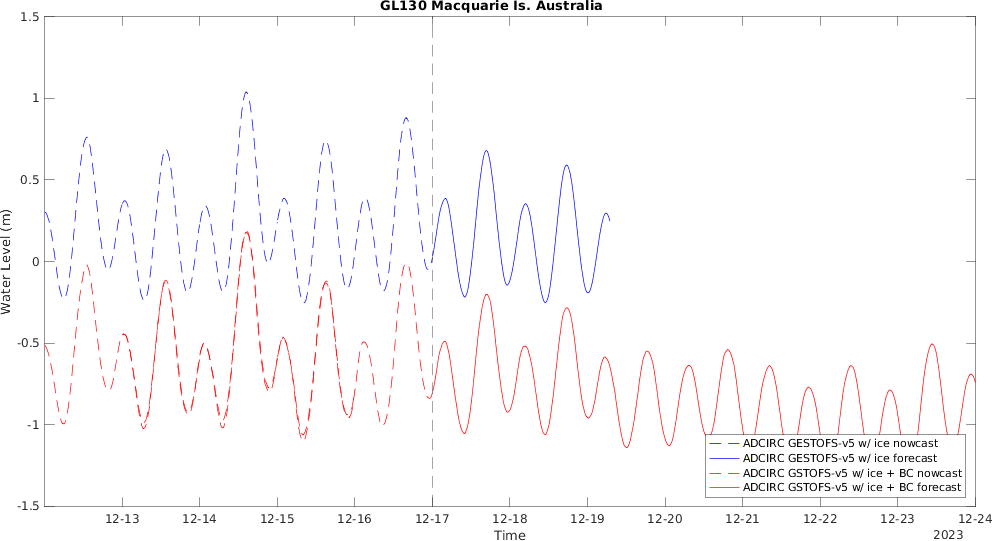 GL130 Macquarie Is. Australia
1.5
1
0.5
0
-0.5
-1
-1.5
Water Level (m)
12-13
12-14
12-15
12-16
12-17
12-18
12-19
12-20
12-21
12-22
12-23
12-24
Time
2023
ADCIRC GESTOFS-v5 w/ ice nowcast
ADCIRC GESTOFS-v5 w/ ice forecast
ADCIRC GSTOFS-v5 w/ ice + BC nowcast
ADCIRC GSTOFS-v5 w/ ice + BC forecast